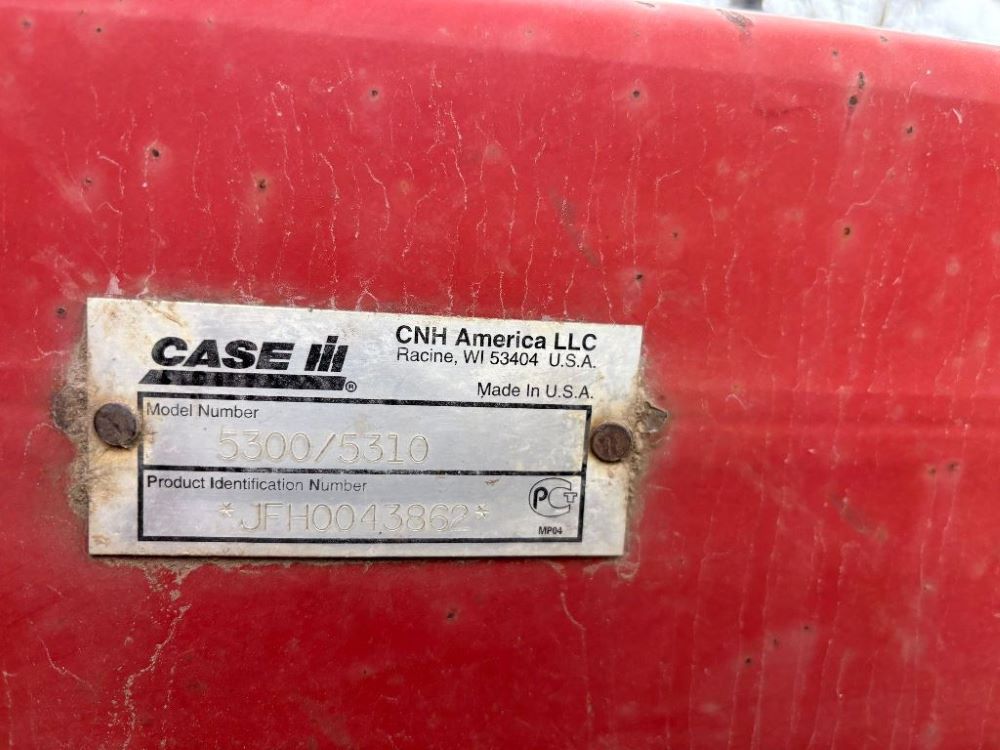 CASE IH
®
CNH America LLC
Racine, WI 53404 U.S.A.
Made In U.S.A.
Model Number
5300/5310
Product Identification Number
*JFH0043862*
PCT
MP04